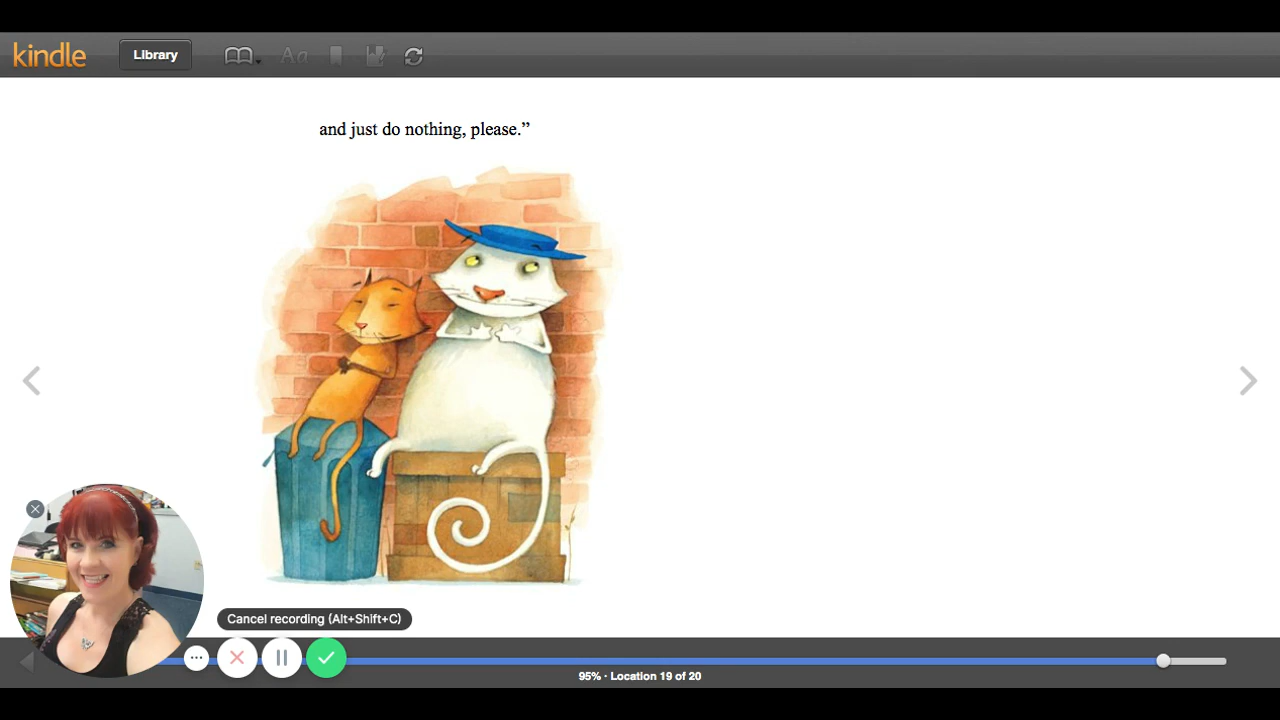 kindle
Library
Aa
and just do nothing, please.”
Cancel recording (Alt+Shift+C)
95% · Location 19 of 20